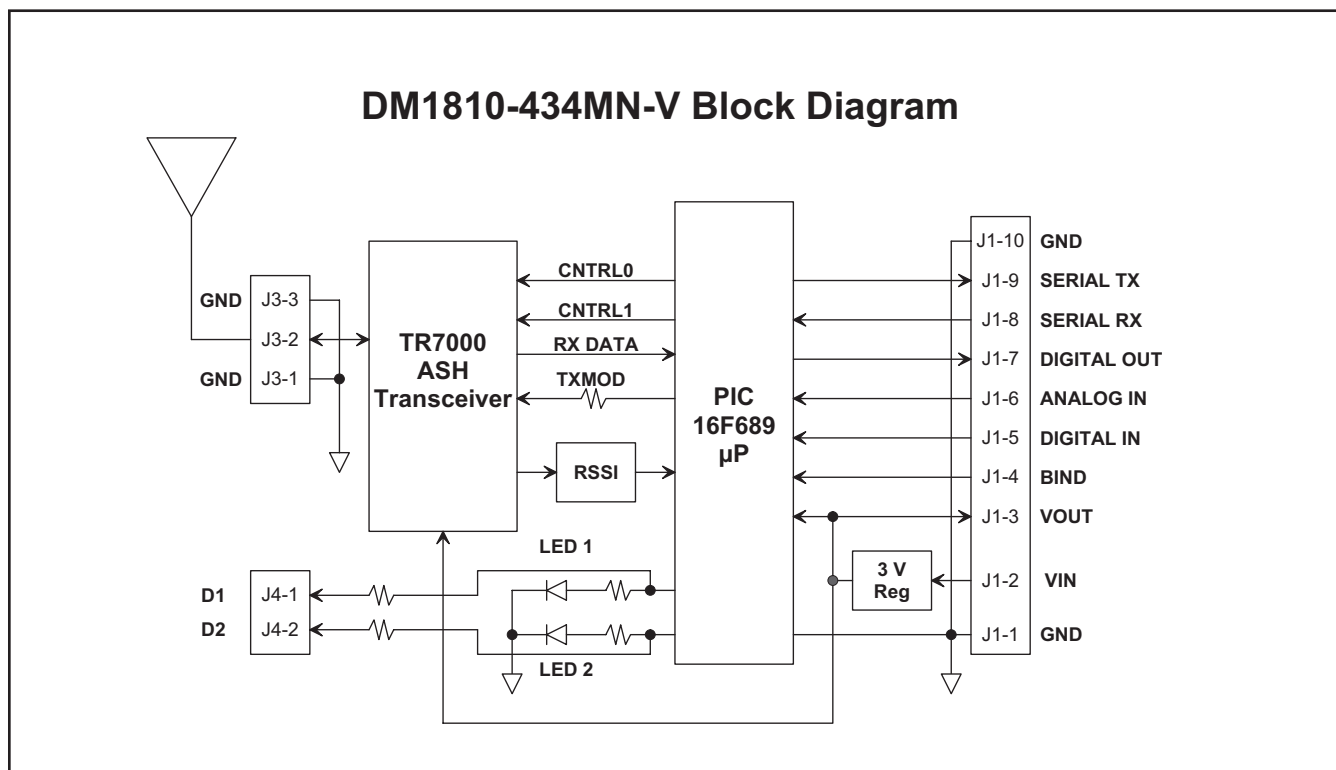 DM1810-434MN-V Block Diagram
GND
J3-3
J3-2
GND
J3-1
TR7000
ASH
Transceiver
CNTRL0
CNTRL1
RX DATA
TXMOD
RSSI
PIC
16F689
µP
J1-10 GND
J1-9 SERIAL TX
J1-8 SERIAL RX
J1-7 DIGITAL OUT
J1-6 ANALOG IN
J1-5 DIGITAL IN
J1-4 BIND
J1-3 VOUT
3 V
Reg
J1-2 VIN
J1-1 GND
LED 1
D1 J4-1
D2 J4-2
LED 2